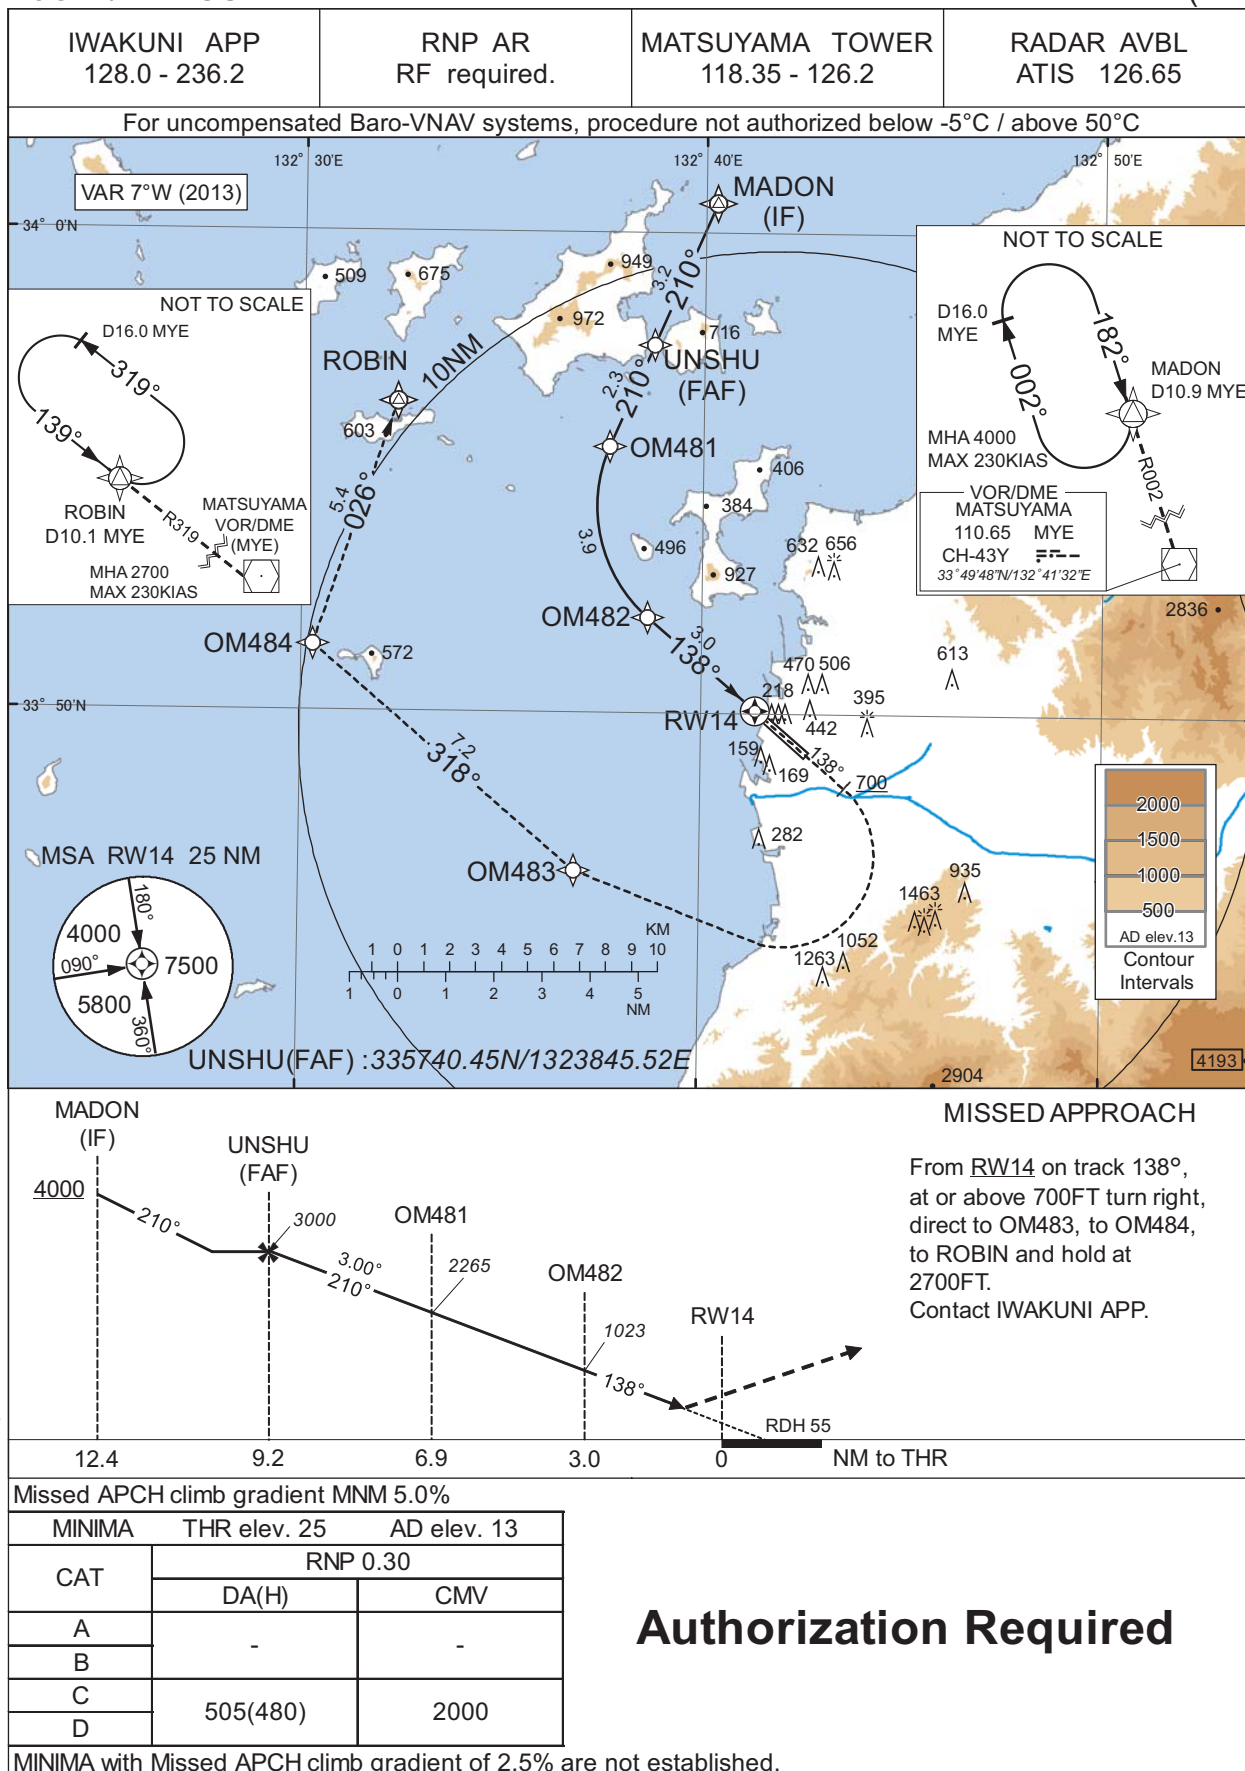 IWAKUNI APP
128.0 - 236.2
RNP AR
RF required.
MATSUYAMA TOWER
118.35 - 126.2
RADAR AVBL
ATIS 126.65
For uncompensated Baro-VNAV systems, procedure not authorized below -5°C / above 50°C
132° 30'E
132° 40'E
132° 50'E
VAR 7°W (2013)
34° 0'N
33° 50'N
MADON
(IF)
3.2
210°
UNSHU
(FAF)
2.3
210°
OM481
3.9
OM482
3.0
138°
RW14
138°
700
OM483
7.2
318°
OM484
5.4
026°
ROBIN
10NM
509
675
949
972
716
603
406
384
496
927
632
656
572
470
506
218
442
395
613
2836
159
169
282
935
1463
1052
1263
2904
4193
NOT TO SCALE
D16.0 MYE
319°
139°
ROBIN
D10.1 MYE
R319
MATSUYAMA
VOR/DME
(MYE)
MHA 2700
MAX 230KIAS
NOT TO SCALE
D16.0
MYE
182°
002°
MADON
D10.9 MYE
MHA 4000
MAX 230KIAS
R002
VOR/DME
MATSUYAMA
110.65 MYE
CH-43Y
33°49'48"N/132°41'32"E
MSA RW14 25 NM
180°
4000
090°
7500
5800
360°
KM
1 0 1 2 3 4 5 6 7 8 9 10
1 0 1 2 3 4 5
NM
2000
1500
1000
500
AD elev.13
Contour
Intervals
UNSHU(FAF) :335740.45N/1323845.52E
MADON
(IF)
4000
210°
UNSHU
(FAF)
3000
3.00°
210°
OM481
2265
OM482
1023
138°
RW14
RDH 55
12.4 9.2 6.9 3.0 0 NM to THR
MISSED APPROACH
From RW14 on track 138°,
at or above 700FT turn right,
direct to OM483, to OM484,
to ROBIN and hold at
2700FT.
Contact IWAKUNI APP.
Missed APCH climb gradient MNM 5.0%
MINIMA THR elev. 25 AD elev. 13
CAT
RNP 0.30
DA(H) CMV
A
B
- -
C
D
505(480) 2000
Authorization Required
MINIMA with Missed APCH climb gradient of 2.5% are not established.